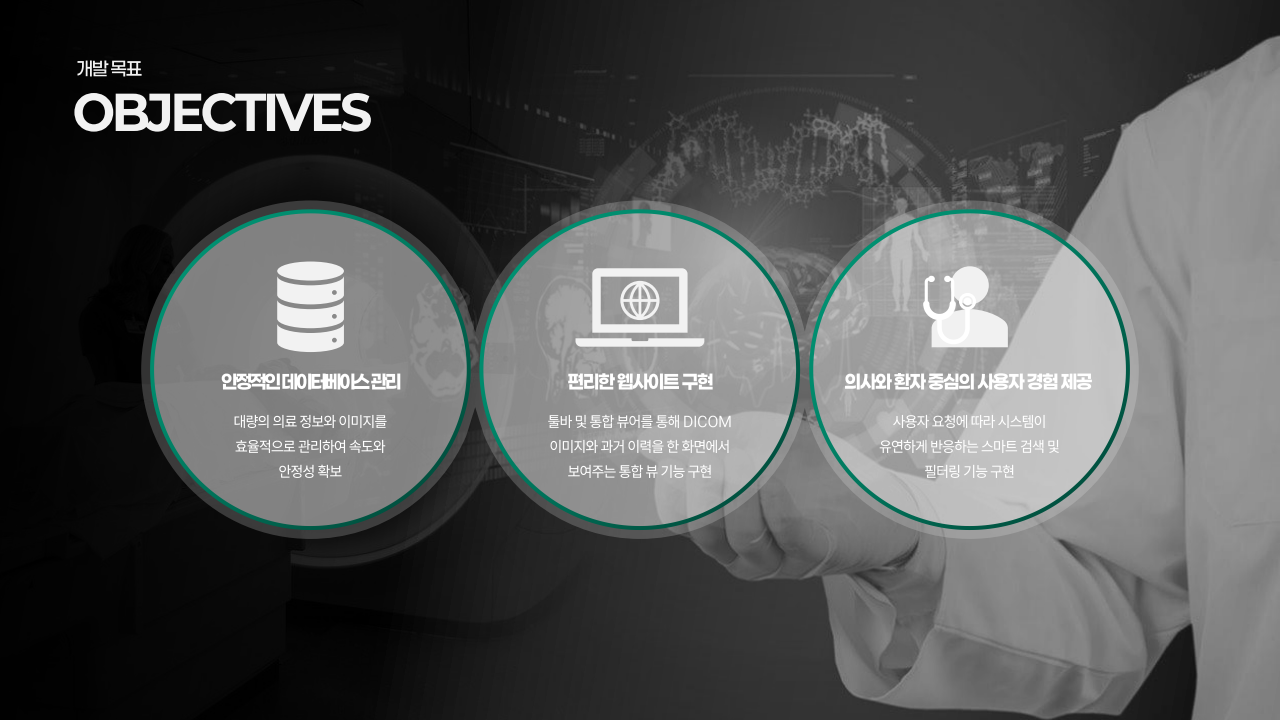 개발 목표
OBJECTIVES
안정적인 데이터베이스 관리
대량의 의료 정보와 이미지를
효율적으로 관리하여 속도와
안정성 확보
편리한 웹사이트 구현
툴바 및 통합 뷰어를 통해 DICOM
이미지와 과거 이력을 한 화면에서
보여주는 통합 뷰 기능 구현
의사와 환자 중심의 사용자 경험 제공
사용자 요청에 따라 시스템이
유연하게 반응하는 스마트 검색 및
필터링 기능 구현